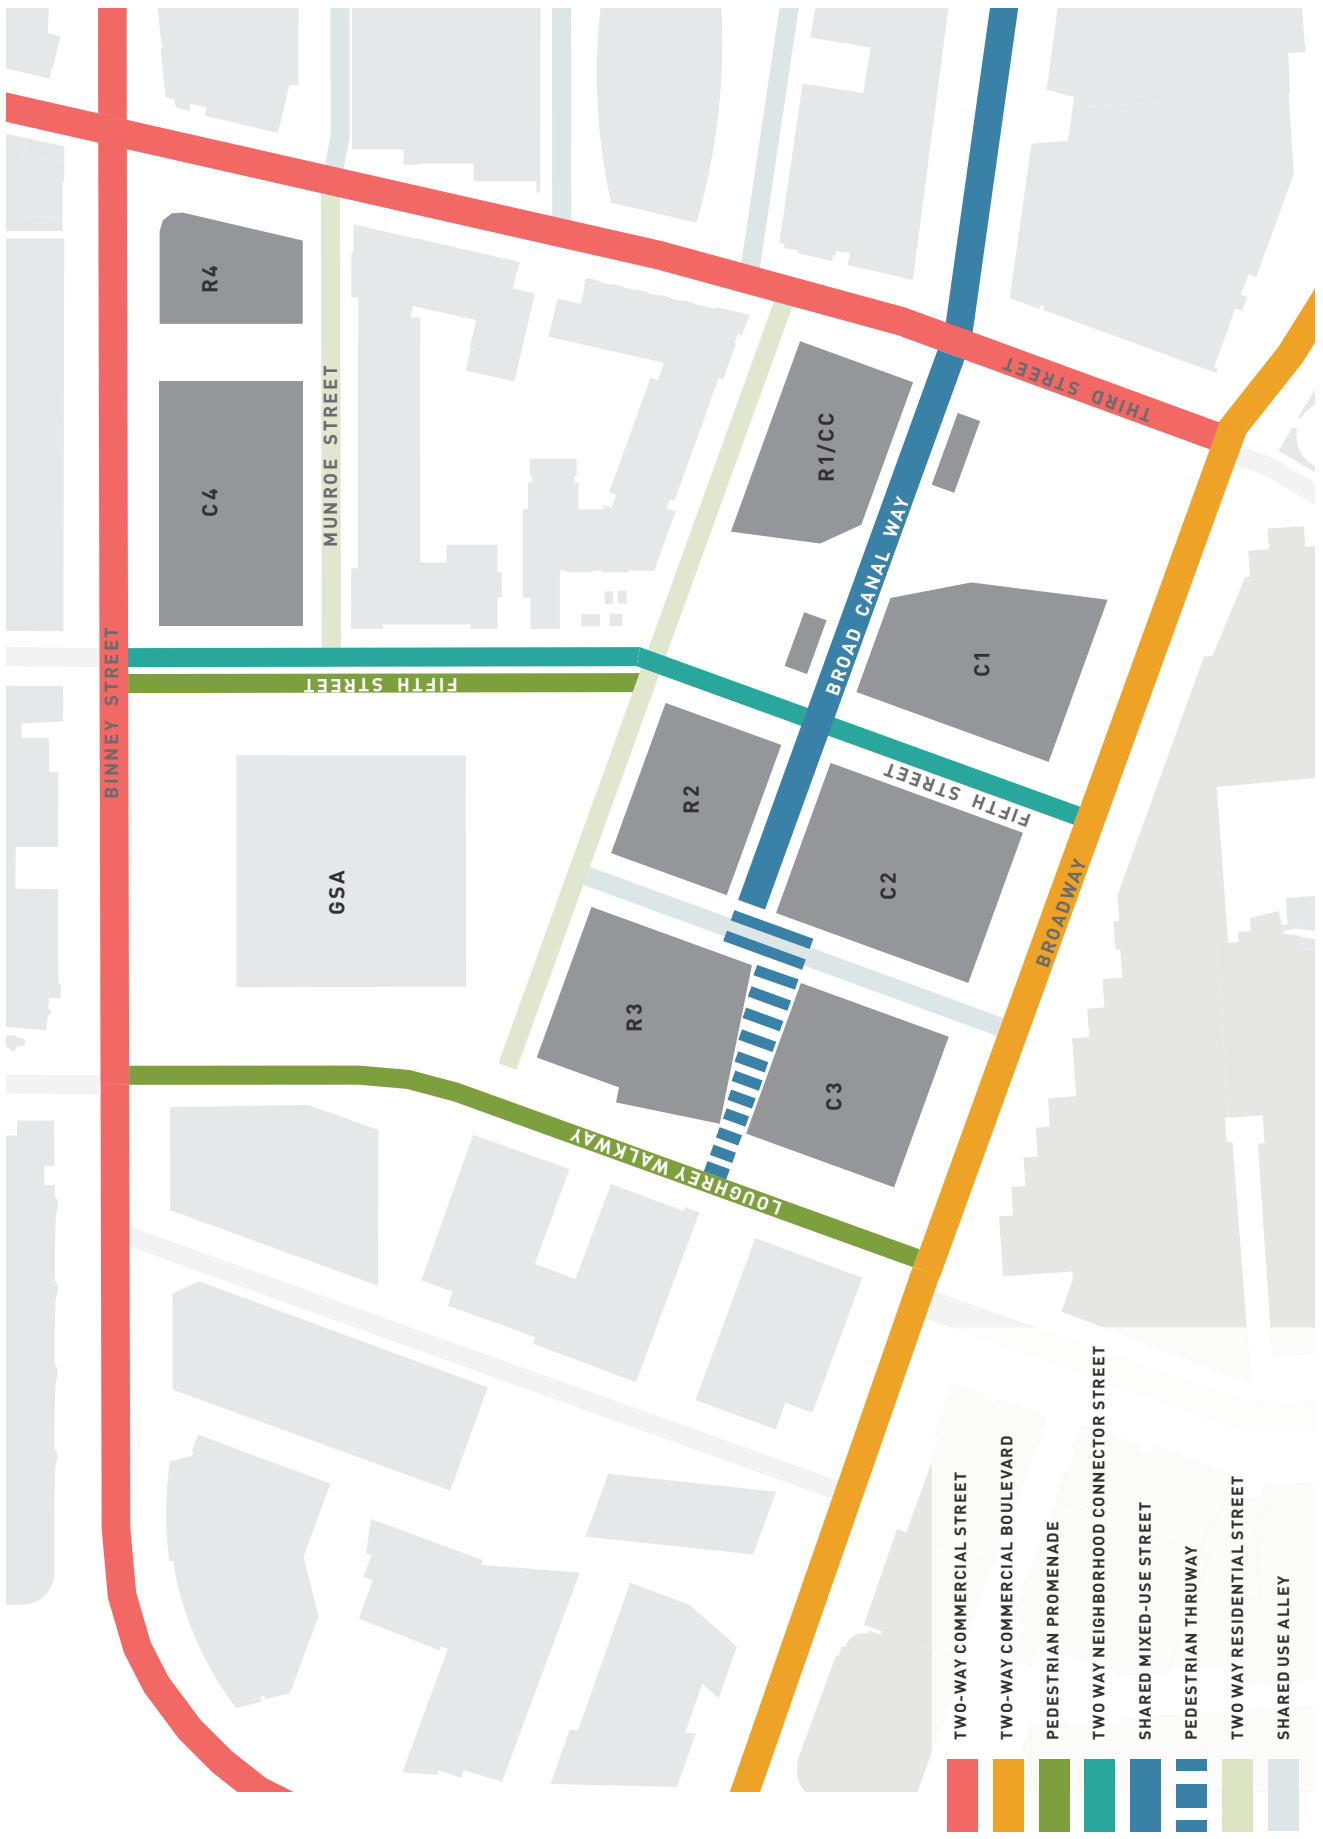 BINNEY STREET
R4
C4
MUNROE STREET
FIFTH STREET
GSA
LOUGHREY WALKWAY
R3
R2
R1/CC
BROAD CANAL WAY
THIRD STREET
C1
FIFTH STREET
C2
C3
BROADWAY
TWO-WAY COMMERCIAL STREET
TWO-WAY COMMERCIAL BOULEVARD
PEDESTRIAN PROMENADE
TWO WAY NEIGHBORHOOD CONNECTOR STREET
SHARED MIXED-USE STREET
PEDESTRIAN THRUWAY
TWO WAY RESIDENTIAL STREET
SHARED USE ALLEY